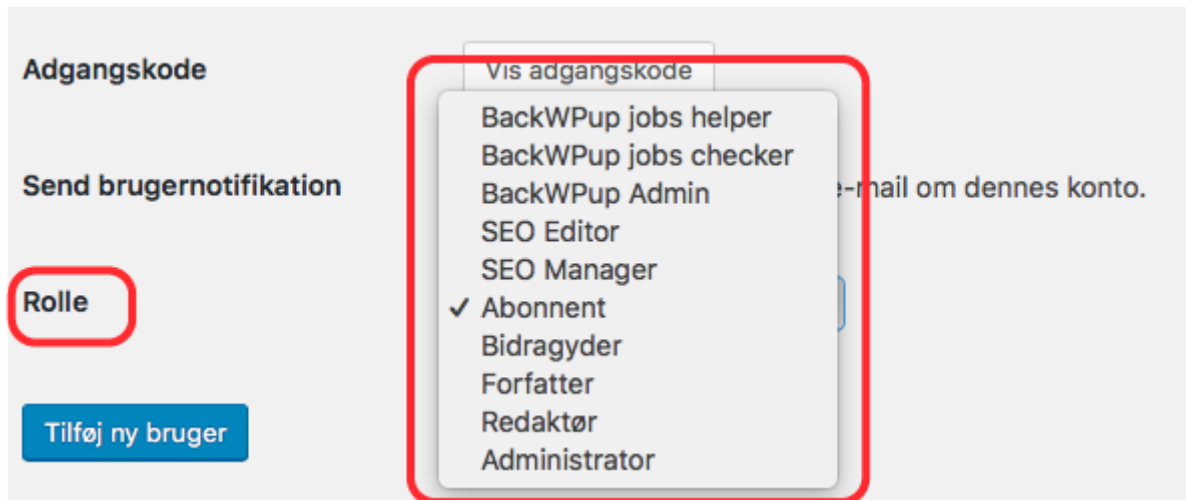 Adgangskode
Vis adgangskode
BackWPup jobs helper
BackWPup jobs checker
Send brugernotifikation
BackWPup Admin
e-mail om dennes konto.
SEO Editor
SEO Manager
Rolle
✓ Abonnent
Bidragyder
Forfatter
Redaktør
Tilføj ny bruger
Administrator